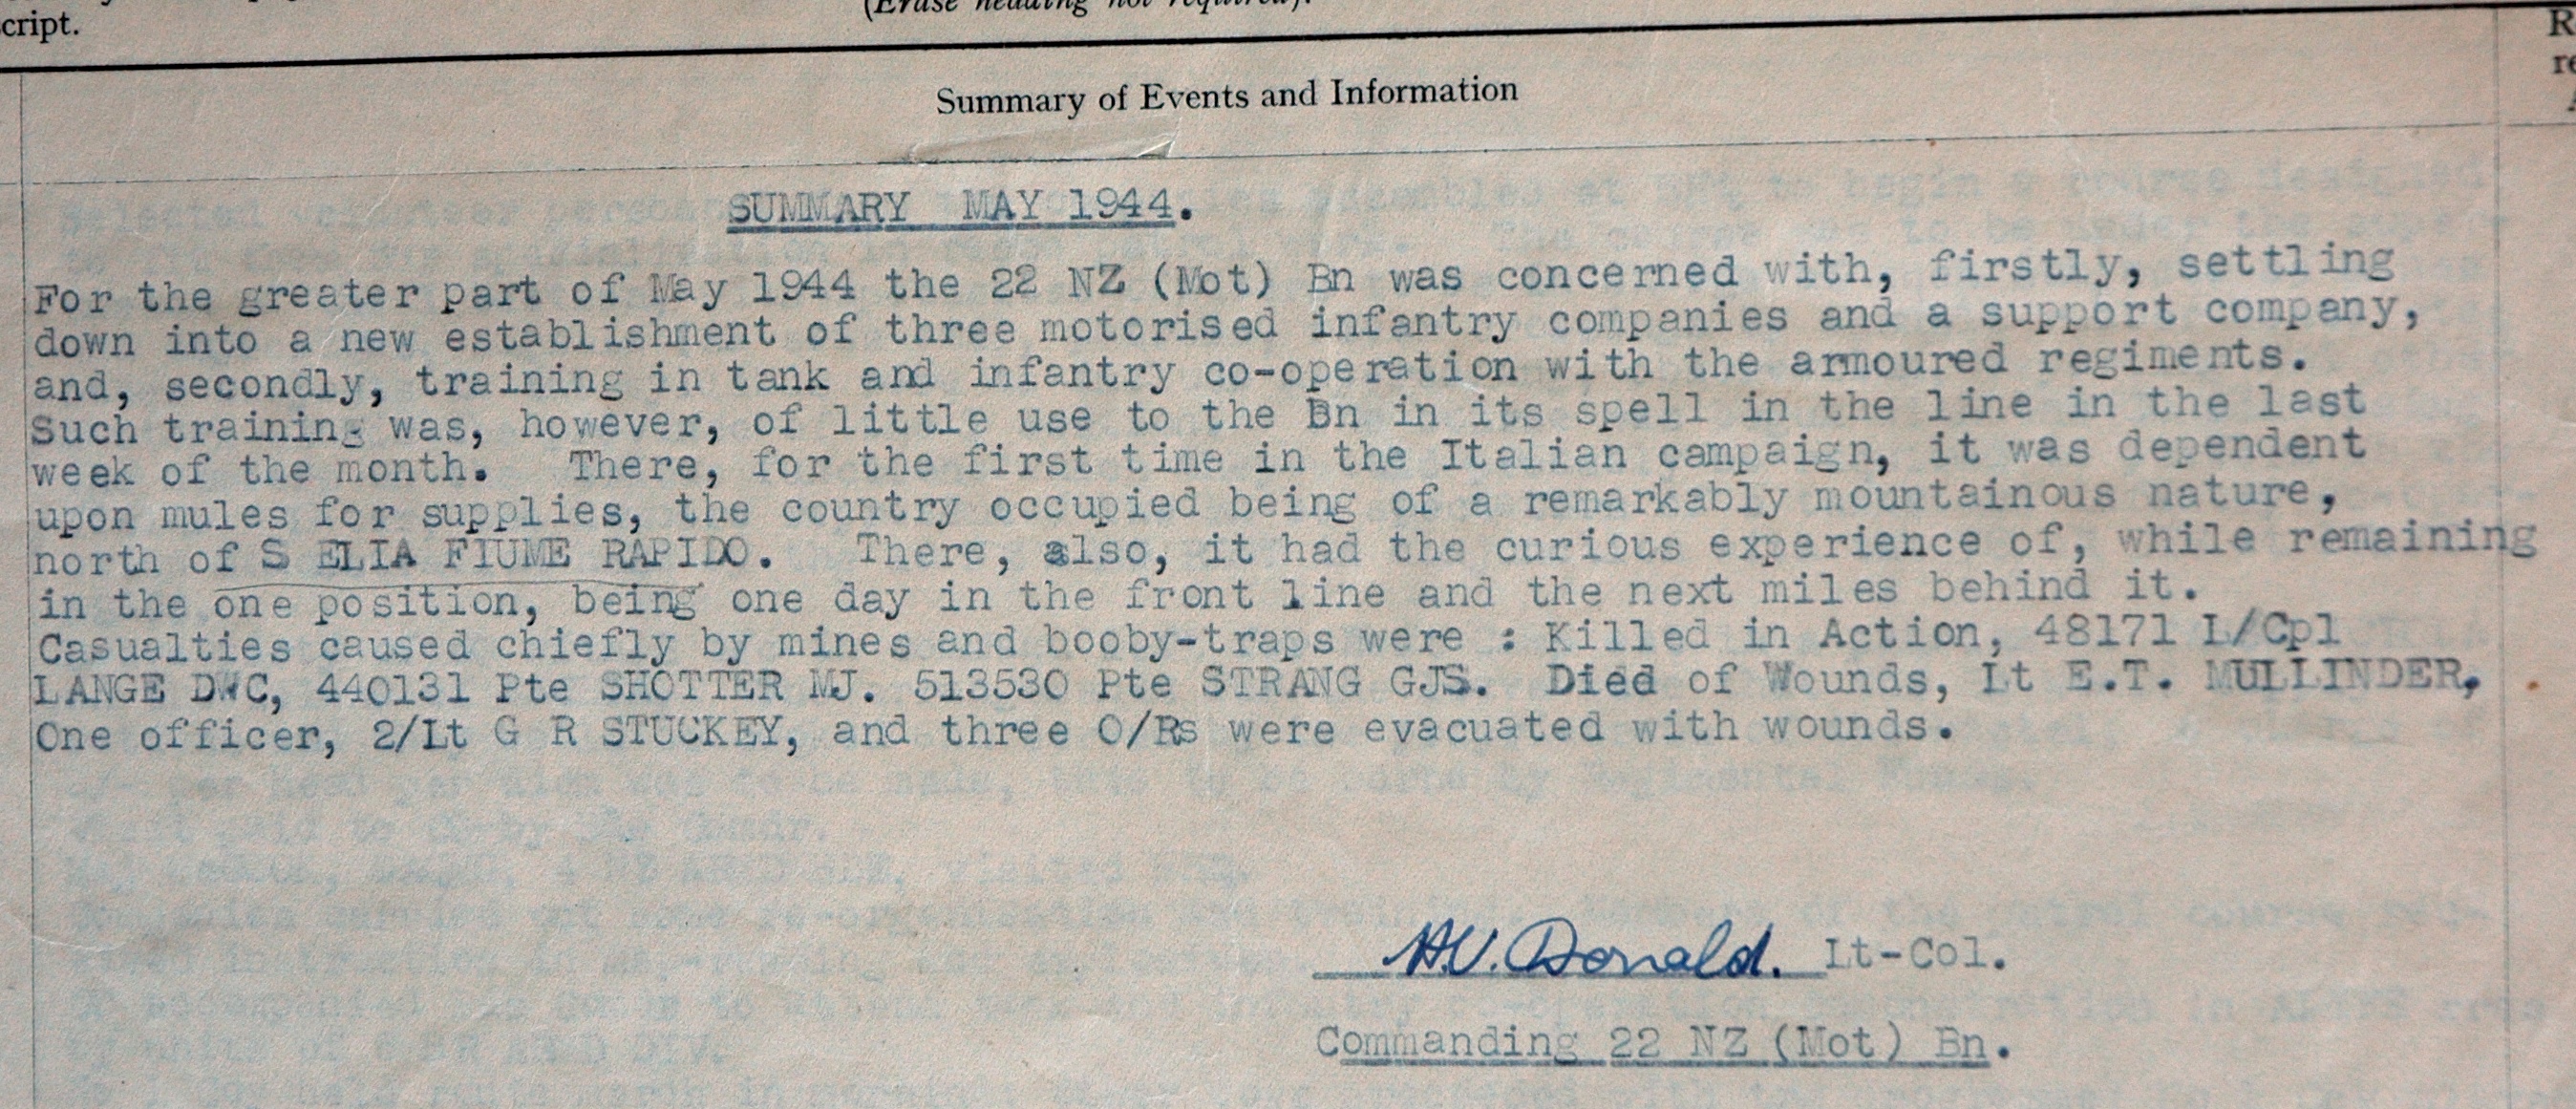 cript.
(Erase heading not required).
Summary of Events and Information
SUMMARY MAY 1944.
For the greater part of May 1944 the 22 NZ (Mot) Bn was concerned with, firstly, settling
down into a new establishment of three motorised infantry companies and a support company,
and, secondly, training in tank and infantry co-operation with the armoured regiments.
Such training was, however, of little use to the Bn in its spell in the line in the last
week of the month. There, for the first time in the Italian campaign, it was dependent
upon mules for supplies, the country occupied being of a remarkably mountainous nature,
north of S ELIA FIUME RAPIDO. There, also, it had the curious experience of, while remaining
in the one position, being one day in the front line and the next miles behind it.
Casualties caused chiefly by mines and booby-traps were : Killed in Action, 48171 L/Cpl
LANGE DWC, 440131 Pte SHOTTER MJ. 513530 Pte STRANG GJS. Died of Wounds, Lt E.T. MULLINDER,
One officer, 2/Lt G R STUCKEY, and three O/Rs were evacuated with wounds.
H.V. Donald. Lt-Col.
Commanding 22 NZ (Mot) Bn.